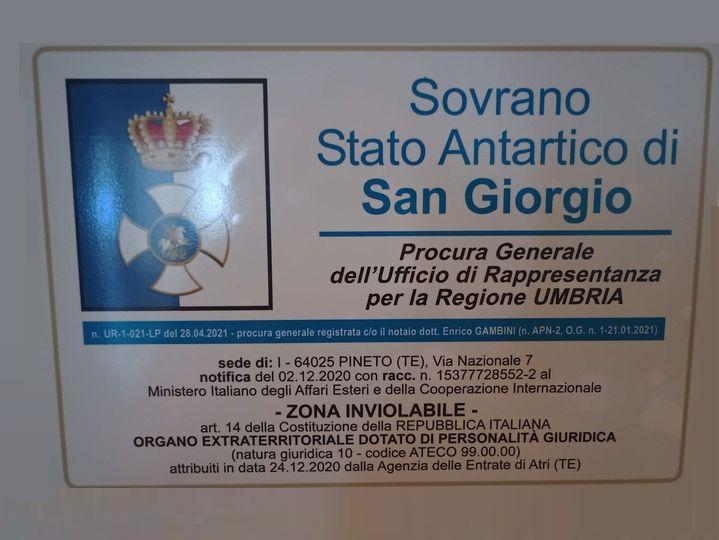 Sovrano
Stato Antartico di
San Giorgio
Procura Generale
dell'Ufficio di Rappresentanza
per la Regione UMBRIA
n. UR-1-021-LP del 28.04.2021 - procura generale registrata c/o il notaio dott. Enrico GAMBINI (n. APN-2, O.G. n. 1-21.01.2021)
sede di: I - 64025 PINETO (TE), Via Nazionale 7
notifica del 02.12.2020 con racc. n. 15377728552-2 al
Ministero Italiano degli Affari Esteri e della Cooperazione Internazionale
- ZONA INVIOLABILE -
art. 14 della Costituzione della REPUBBLICA ITALIANA
ORGANO EXTRATERRITORIALE DOTATO DI PERSONALITÀ GIURIDICA
(natura giuridica 10 - codice ATECO 99.00.00)
attribuiti in data 24.12.2020 dalla Agenzia delle Entrate di Atri (TE)